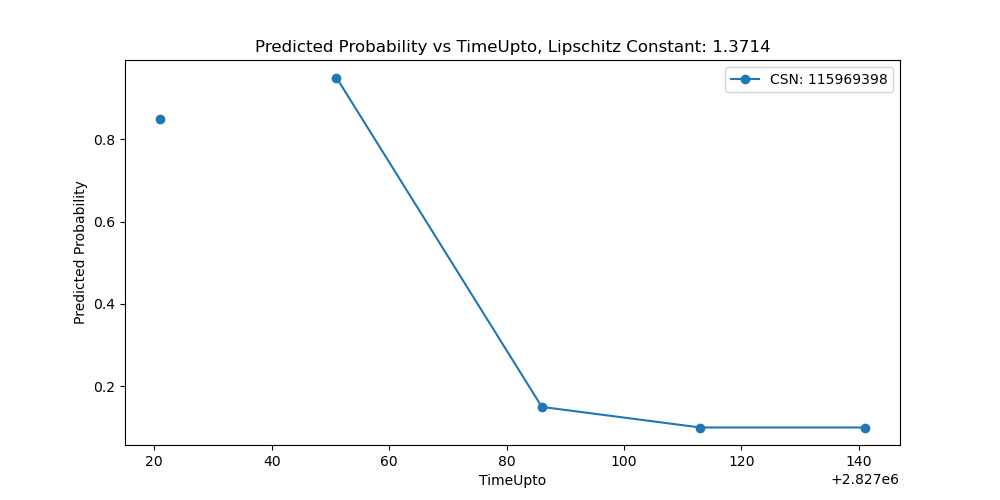 Predicted Probability vs TimeUpto, Lipschitz Constant: 1.3714
CSN: 115969398
Predicted Probability
0.8
0.6
0.4
0.2
20 40 60 80 100 120 140
TimeUpto
+2.827e6